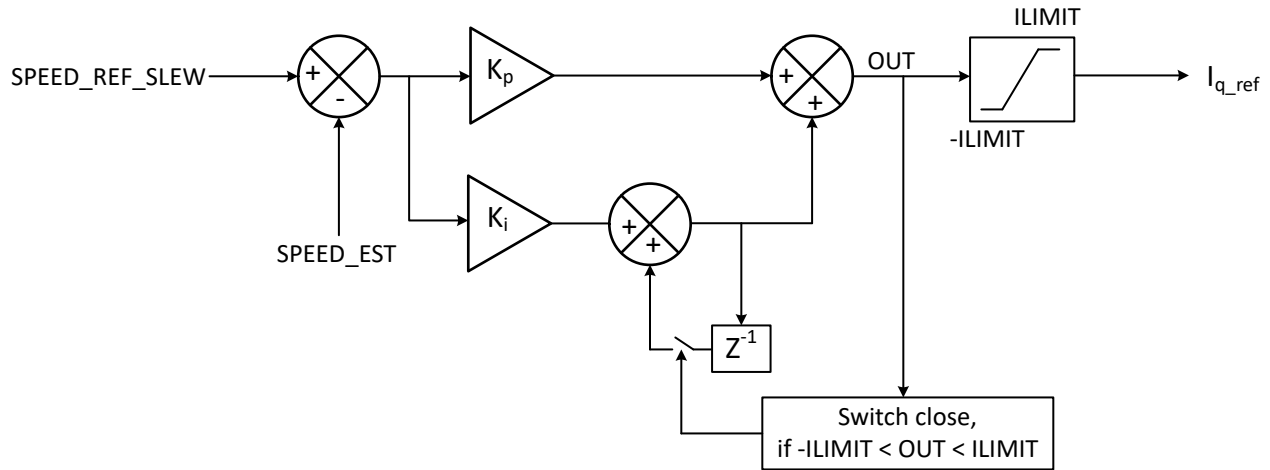 ILIMIT
SPEED_REF_SLEW
+
-
Kp
+
+
OUT
Iq_ref
-ILIMIT
Ki
+
+
SPEED_EST
Z-1
Switch close,
if -ILIMIT < OUT < ILIMIT